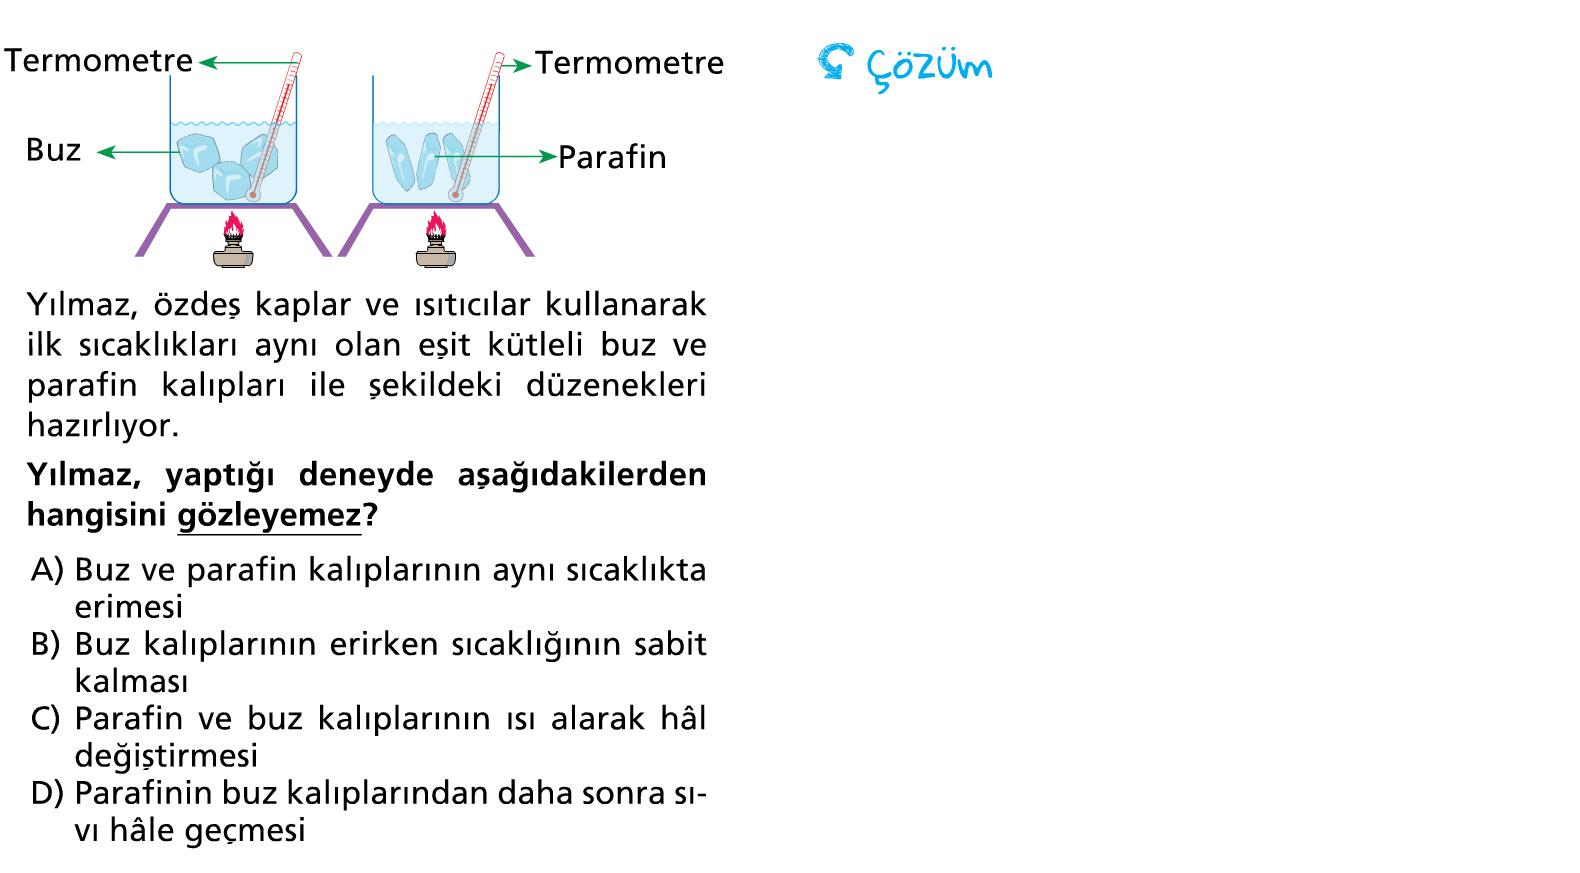 Termometre
Termometre
Çözüm
Buz
Parafin
Yılmaz, özdeş kaplar ve ısıtıcılar kullanarak
ilk sıcaklıkları aynı olan eşit kütleli buz ve
parafin kalıpları ile şekildeki düzenekleri
hazırlıyor.
Yılmaz, yaptığı deneyde aşağıdakilerden
hangisini gözleyemez?
A) Buz ve parafin kalıplarının aynı sıcaklıkta
erimesi
B) Buz kalıplarının erirken sıcaklığının sabit
kalması
C) Parafin ve buz kalıplarının ısı alarak hâl
değiştirmesi
D) Parafinin buz kalıplarından daha sonra sı-
vı hâle geçmesi